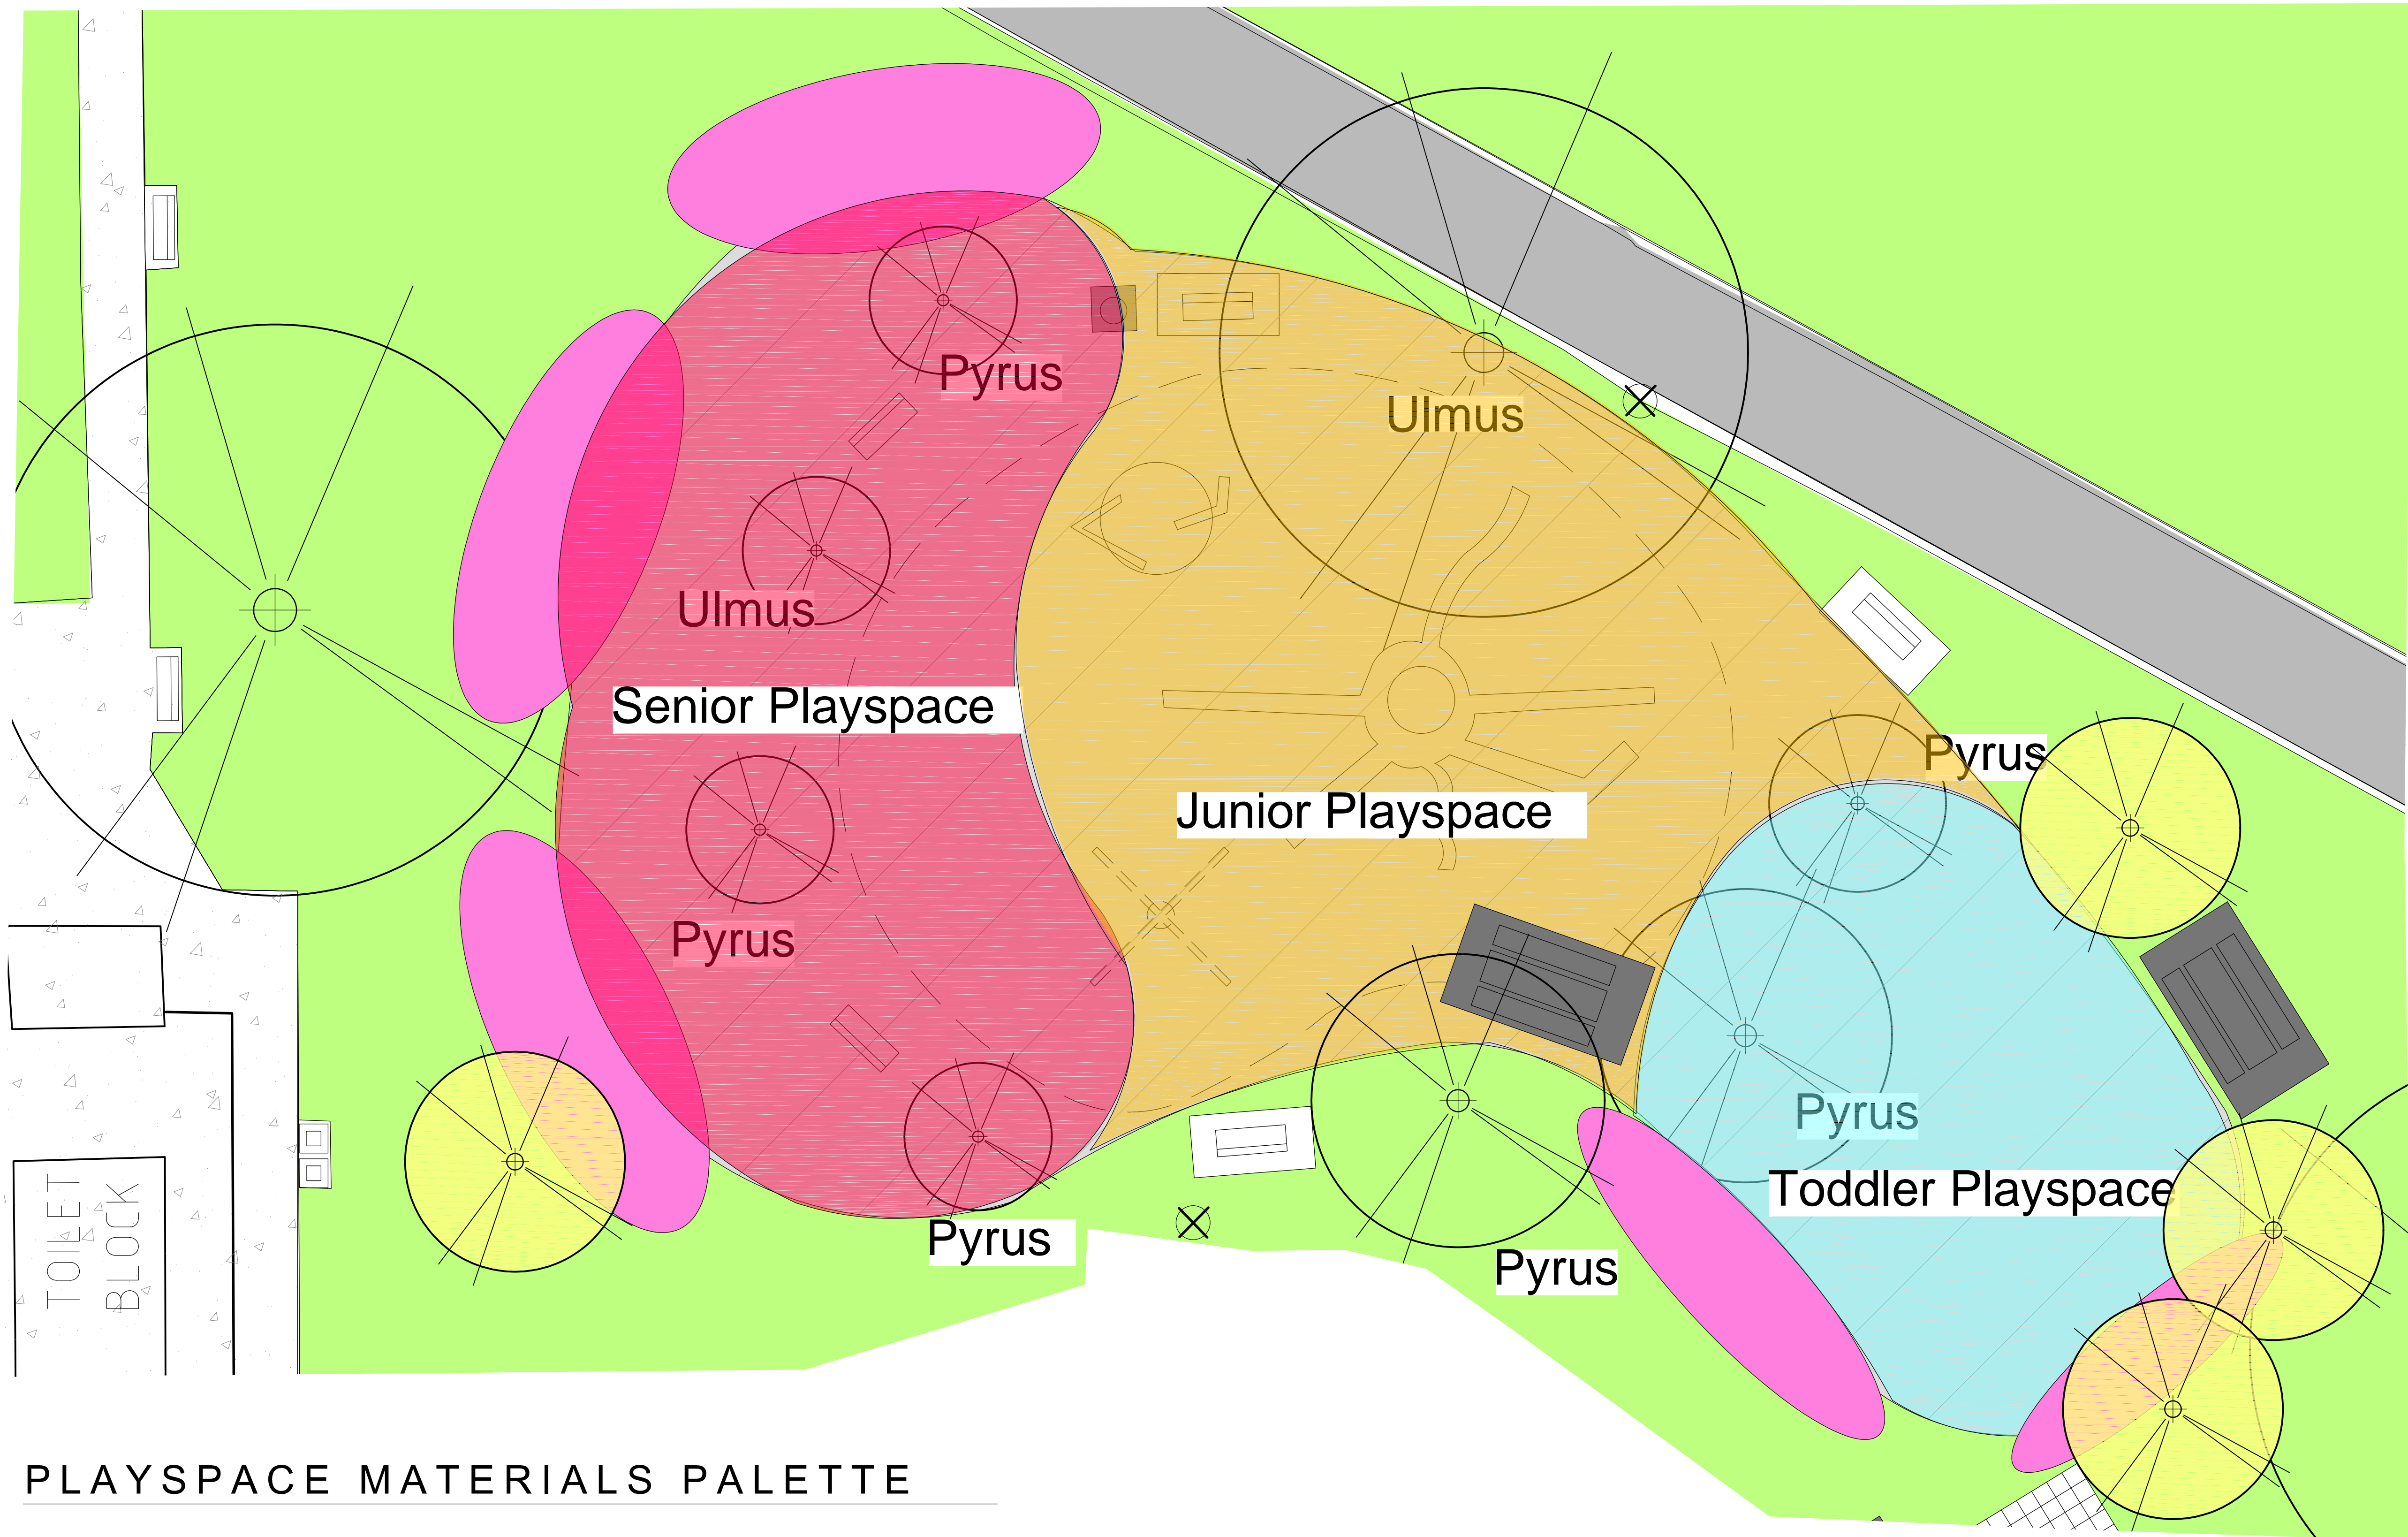 Pyrus
Ulmus
Ulmus
Senior Playspace
Pyrus
Junior Playspace
Pyrus
Pyrus
Toddler Playspace
Pyrus
Pyrus
TOILET
BLOCK
PLAYSPACE MATERIALS PALETTE